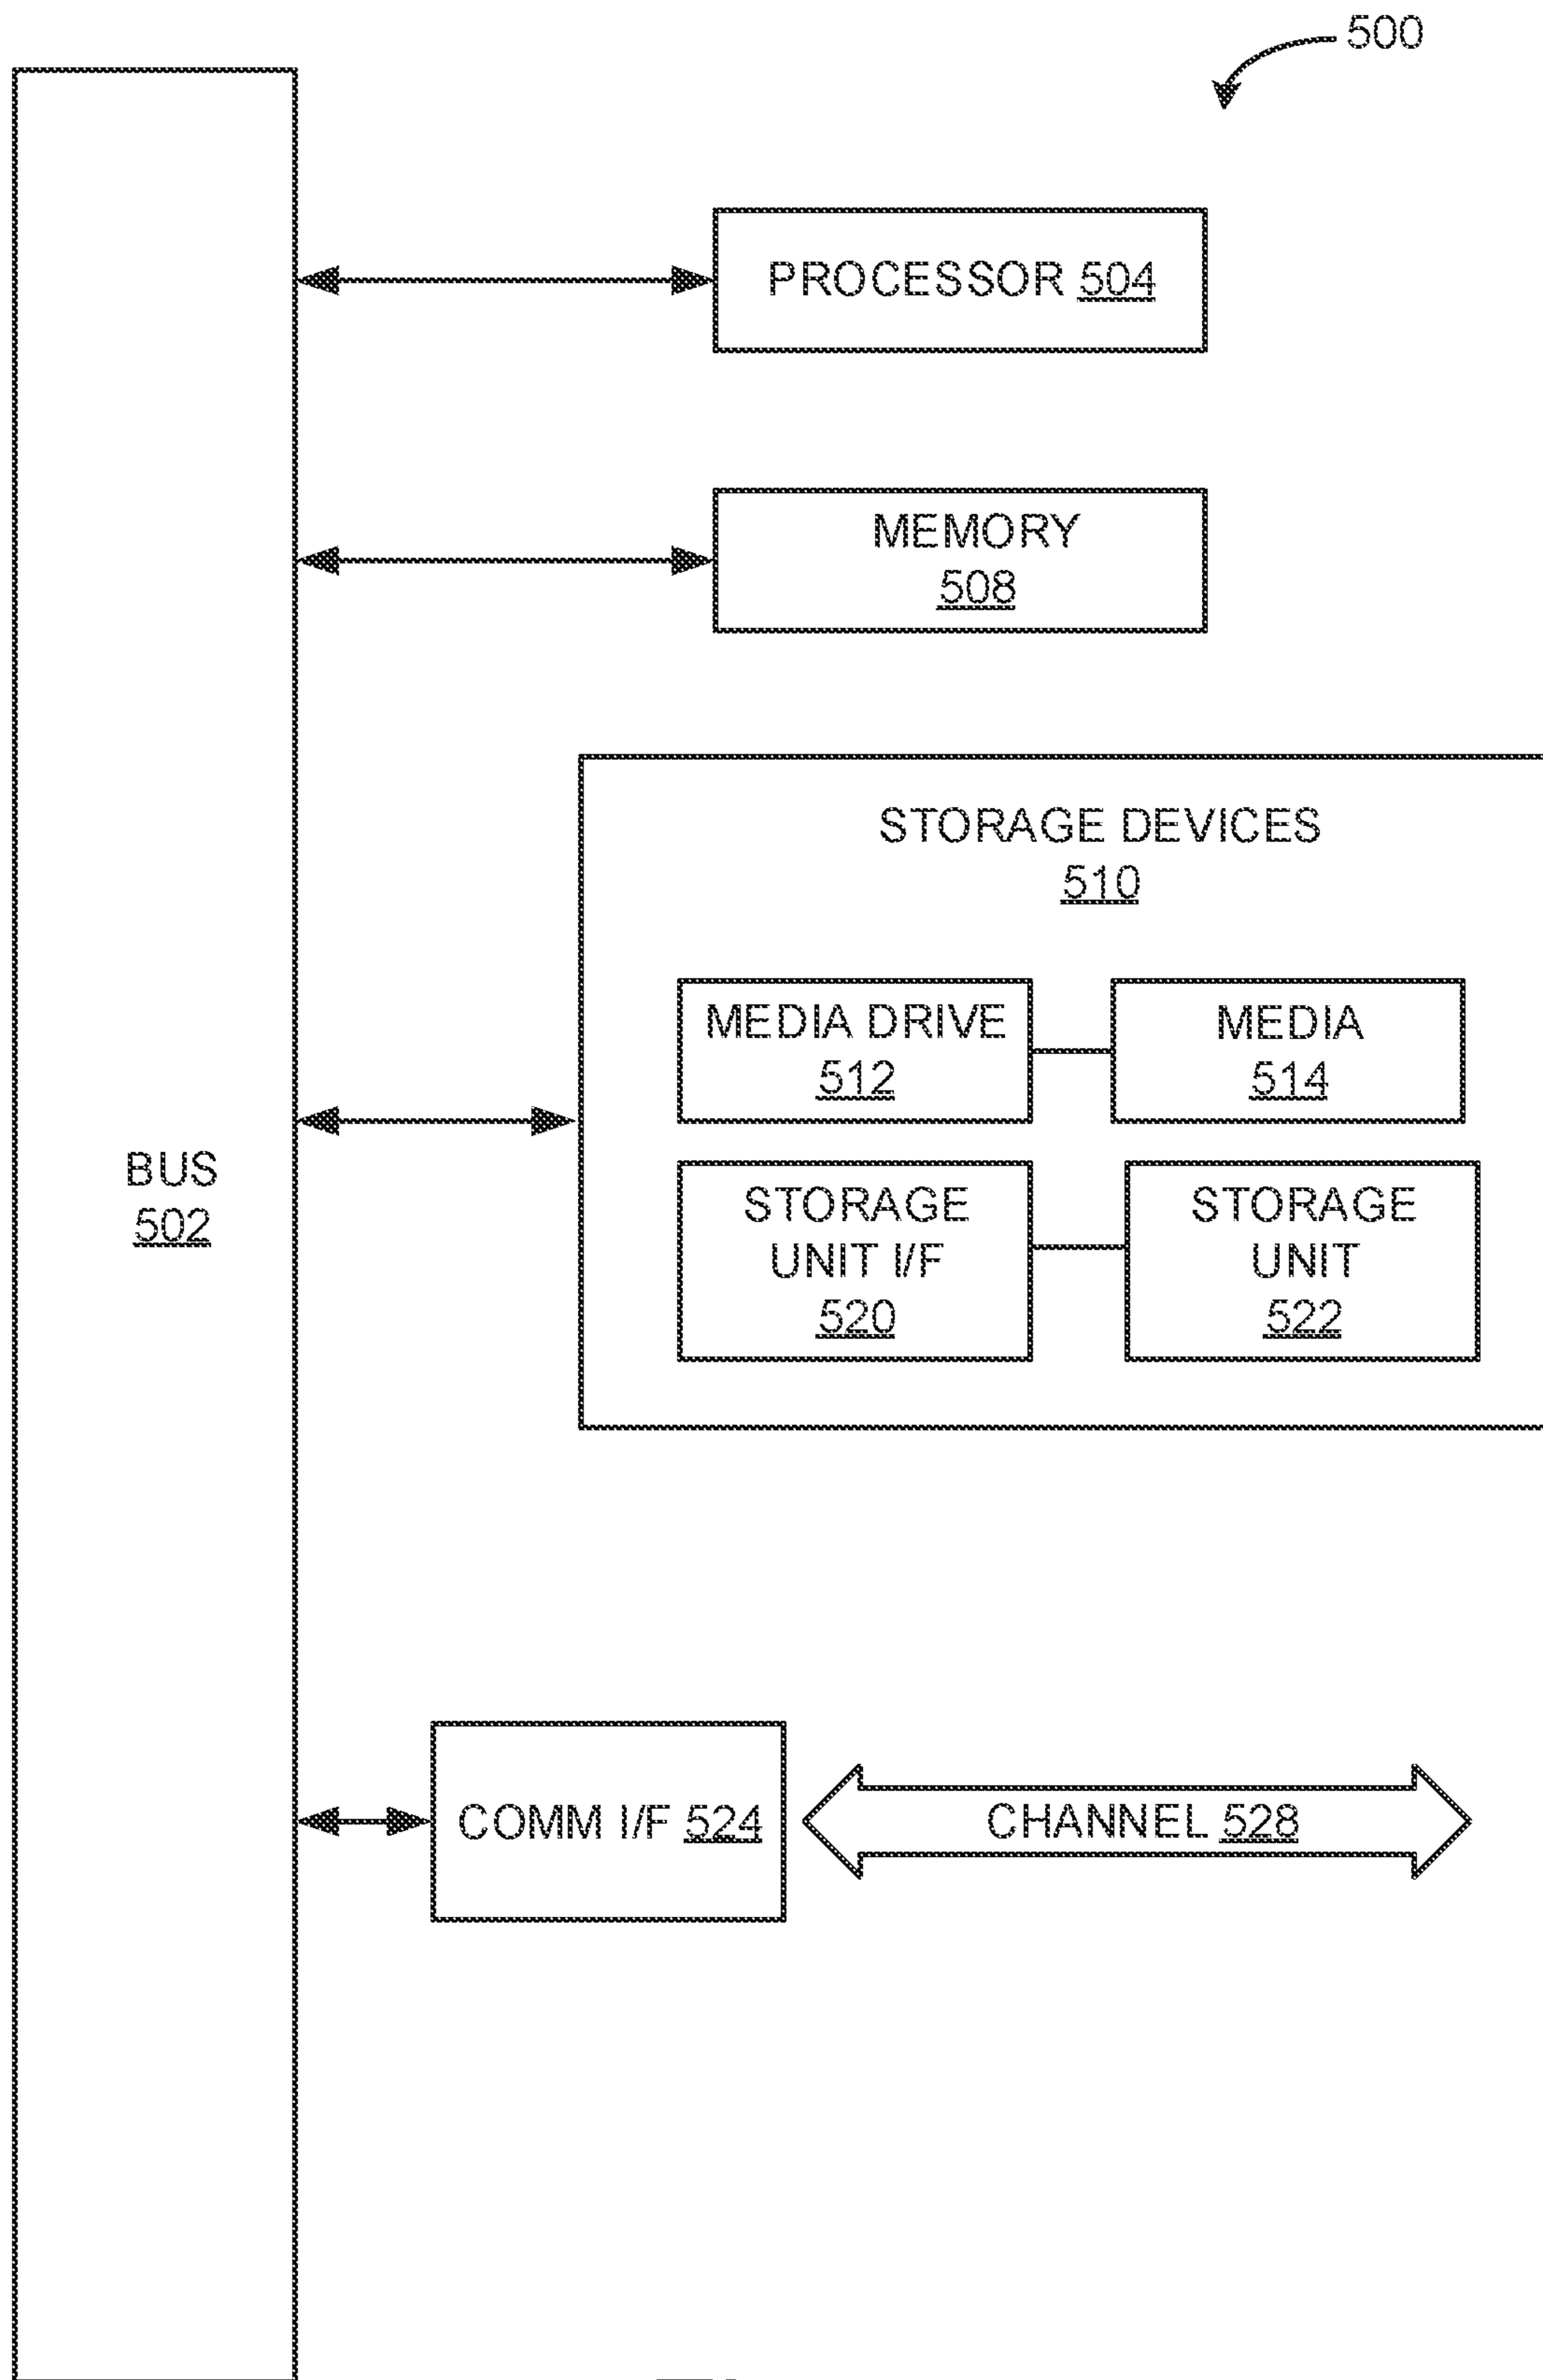 500
PROCESSOR 504
MEMORY
508
STORAGE DEVICES
510
MEDIA DRIVE
512
MEDIA
514
BUS
502
STORAGE
UNIT I/F
520
STORAGE
UNIT
522
COMM I/F 524
CHANNEL 528